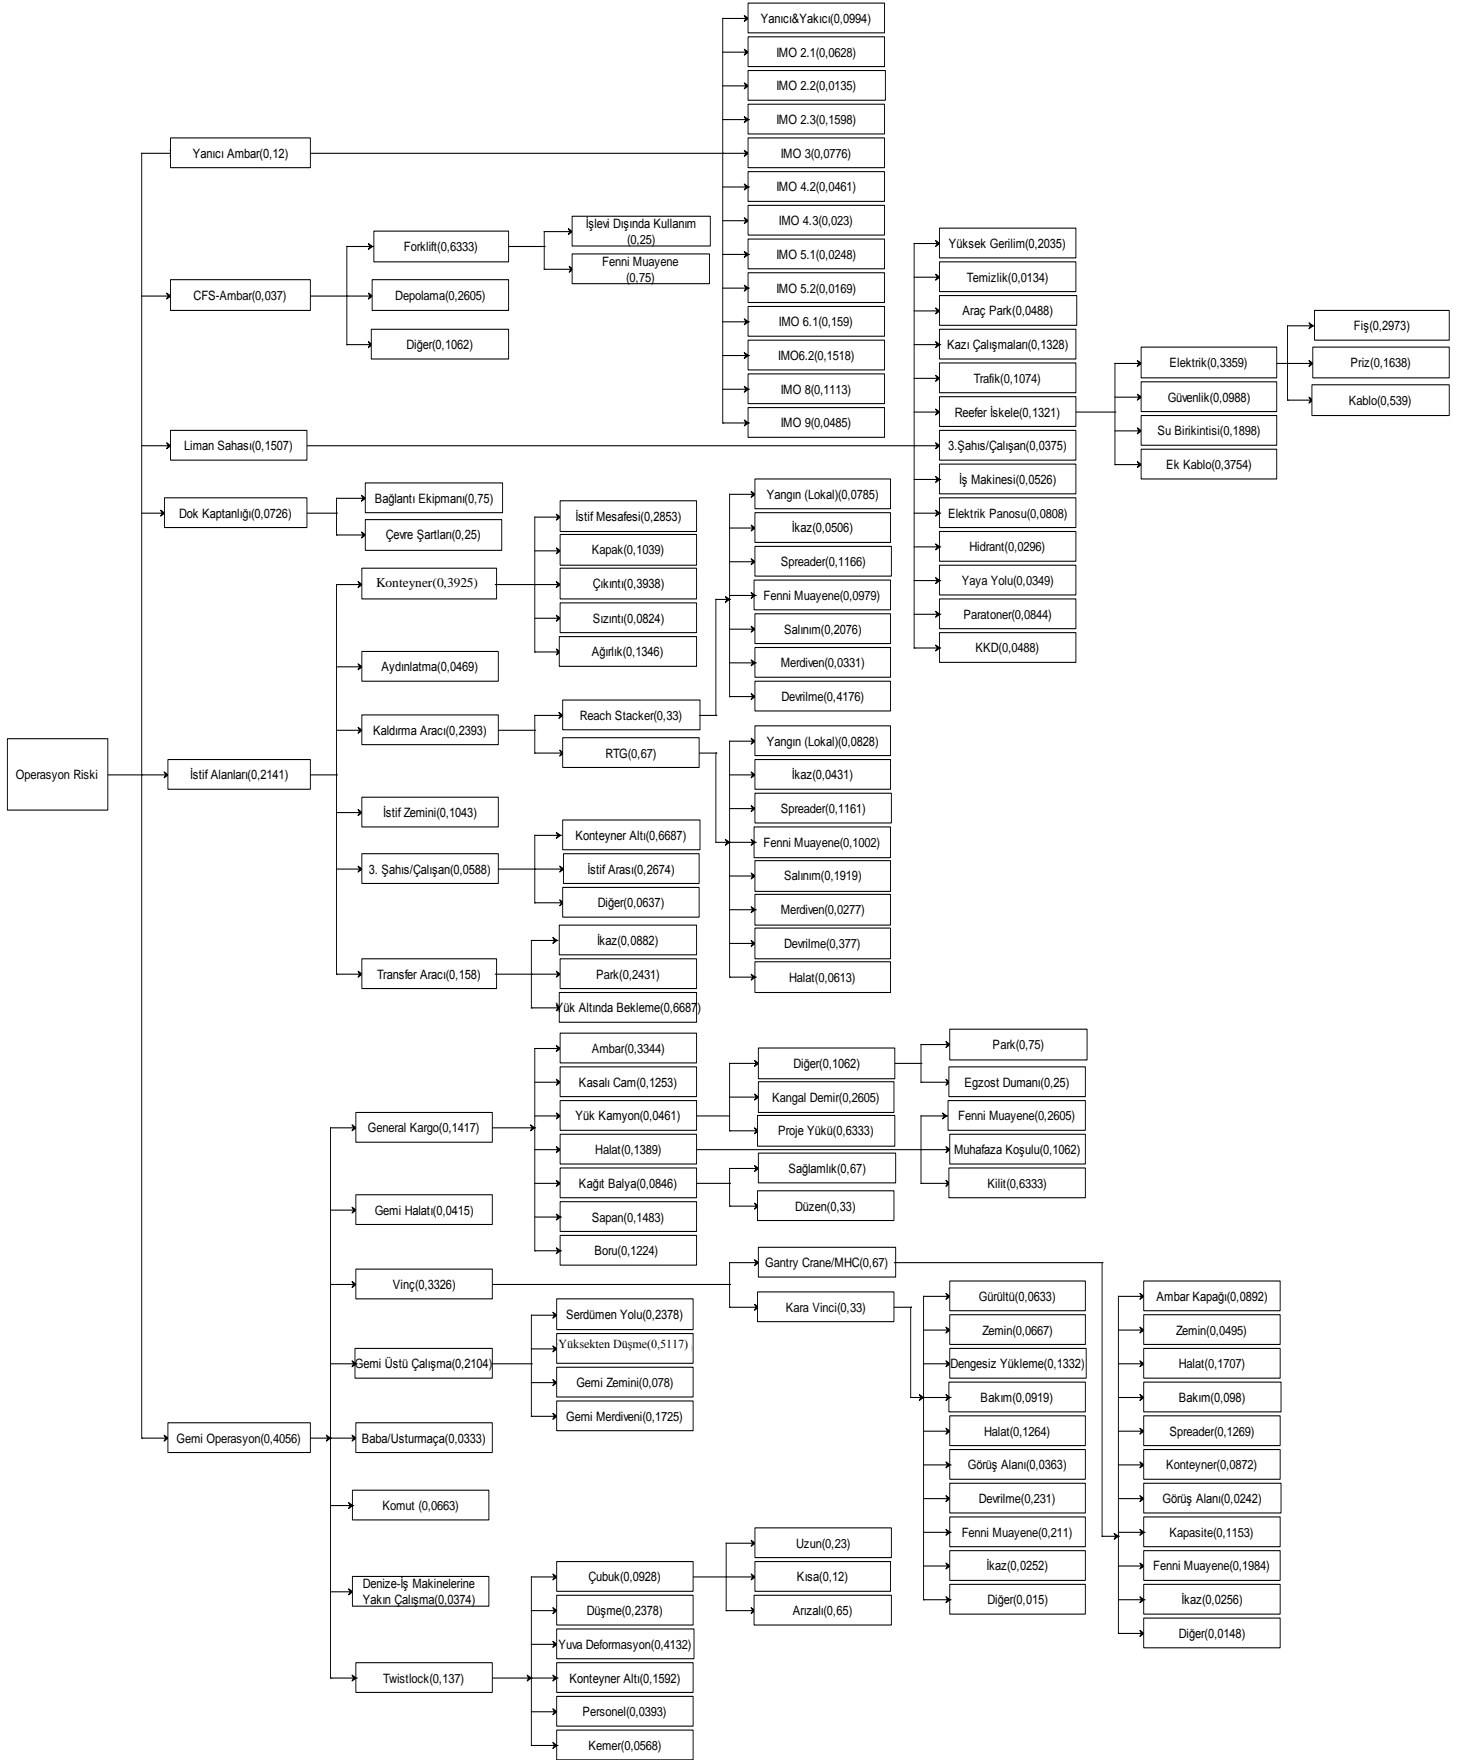 Operasyon Riski
Yanıcı Ambar(0,12)
Yanıcı&Yakıcı(0,0994)
IMO 2.1(0,0628)
IMO 2.2(0,0135)
IMO 2.3(0,1598)
IMO 3(0,0776)
IMO 4.2(0,0461)
IMO 4.3(0,023)
IMO 5.1(0,0248)
IMO 5.2(0,0169)
IMO 6.1(0,159)
IMO6.2(0,1518)
IMO 8(0,1113)
IMO 9(0,0485)
CFS-Ambar(0,037)
Forklift(0,6333)
İşlevi Dışında Kullanım
(0,25)
Fenni Muayene
(0,75)
Depolama(0,2605)
Diğer(0,1062)
Liman Sahası(0,1507)
Yüksek Gerilim(0,2035)
Temizlik(0,0134)
Araç Park(0,0488)
Kazı Çalışmaları(0,1328)
Trafik(0,1074)
Reefer İskele(0,1321)
Elektrik(0,3359)
Fiş(0,2973)
Priz(0,1638)
Kablo(0,539)
Güvenlik(0,0988)
Su Birikintisi(0,1898)
Ek Kablo(0,3754)
3.Şahıs/Çalışan(0,0375)
İş Makinesi(0,0526)
Elektrik Panosu(0,0808)
Hidrant(0,0296)
Yaya Yolu(0,0349)
Paratoner(0,0844)
KKD(0,0488)
Dok Kaptanlığı(0,0726)
Bağlantı Ekipmanı(0,75)
Çevre Şartları(0,25)
İstif Alanları(0,2141)
Konteyner(0,3925)
İstif Mesafesi(0,2853)
Kapak(0,1039)
Çıkıntı(0,3938)
Sızıntı(0,0824)
Ağırlık(0,1346)
Aydınlatma(0,0469)
Kaldırma Aracı(0,2393)
Reach Stacker(0,33)
Yangın (Lokal)(0,0785)
İkaz(0,0506)
Spreader(0,1166)
Fenni Muayene(0,0979)
Salınım(0,2076)
Merdiven(0,0331)
Devrilme(0,4176)
RTG(0,67)
Yangın (Lokal)(0,0828)
İkaz(0,0431)
Spreader(0,1161)
Fenni Muayene(0,1002)
Salınım(0,1919)
Merdiven(0,0277)
Devrilme(0,377)
Halat(0,0613)
İstif Zemini(0,1043)
3. Şahıs/Çalışan(0,0588)
Konteyner Altı(0,6687)
İstif Arası(0,2674)
Diğer(0,0637)
Transfer Aracı(0,158)
İkaz(0,0882)
Park(0,2431)
Yük Altında Bekleme(0,6687)
Gemi Operasyon(0,4056)
General Kargo(0,1417)
Ambar(0,3344)
Kasalı Cam(0,1253)
Yük Kamyon(0,0461)
Diğer(0,1062)
Park(0,75)
Egzost Dumanı(0,25)
Kangal Demir(0,2605)
Proje Yükü(0,6333)
Halat(0,1389)
Fenni Muayene(0,2605)
Muhafaza Koşulu(0,1062)
Kilit(0,6333)
Kağıt Balya(0,0846)
Sağlamlık(0,67)
Düzen(0,33)
Sapan(0,1483)
Boru(0,1224)
Gemi Halatı(0,0415)
Vinç(0,3326)
Gantry Crane/MHC(0,67)
Ambar Kapağı(0,0892)
Zemin(0,0495)
Halat(0,1707)
Bakım(0,098)
Spreader(0,1269)
Konteyner(0,0872)
Görüş Alanı(0,0242)
Kapasite(0,1153)
Fenni Muayene(0,1984)
İkaz(0,0256)
Diğer(0,0148)
Kara Vinci(0,33)
Gürültü(0,0633)
Zemin(0,0667)
Dengesiz Yükleme(0,1332)
Bakım(0,0919)
Halat(0,1264)
Görüş Alanı(0,0363)
Devrilme(0,231)
Fenni Muayene(0,211)
İkaz(0,0252)
Diğer(0,015)
Gemi Üstü Çalışma(0,2104)
Serdümen Yolu(0,2378)
Yüksekten Düşme(0,5117)
Gemi Zemini(0,078)
Gemi Merdiveni(0,1725)
Baba/Usturmaça(0,0333)
Komut (0,0663)
Denize-İş Makinelerine
Yakın Çalışma(0,0374)
Twistlock(0,137)
Çubuk(0,0928)
Uzun(0,23)
Kısa(0,12)
Arızalı(0,65)
Düşme(0,2378)
Yuva Deformasyon(0,4132)
Konteyner Altı(0,1592)
Personel(0,0393)
Kemer(0,0568)